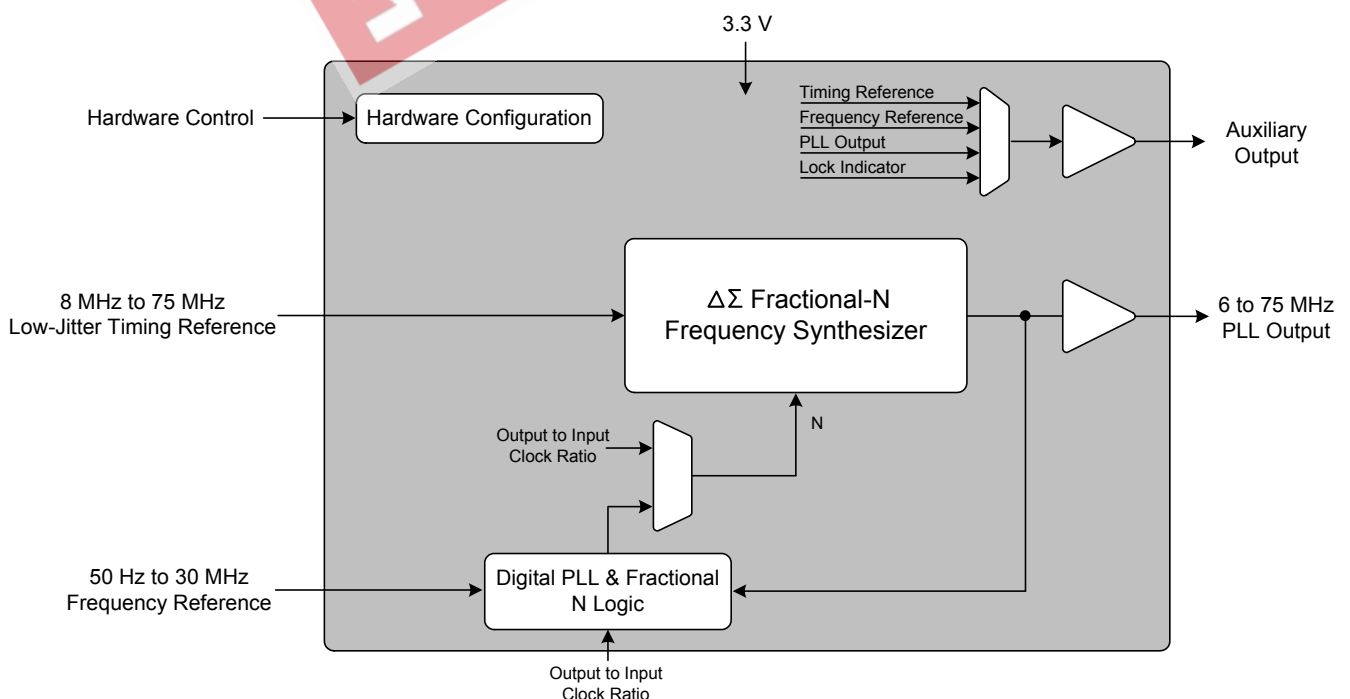 3.3 V
Hardware Control
Hardware Configuration
Timing Reference
Frequency Reference
PLL Output
Lock Indicator
Auxiliary
Output
8 MHz to 75 MHz
Low-Jitter Timing Reference
ΔΣ Fractional-N
Frequency Synthesizer
6 to 75 MHz
PLL Output
N
Output to Input
Clock Ratio
50 Hz to 30 MHz
Frequency Reference
Digital PLL & Fractional
N Logic
Output to Input
Clock Ratio